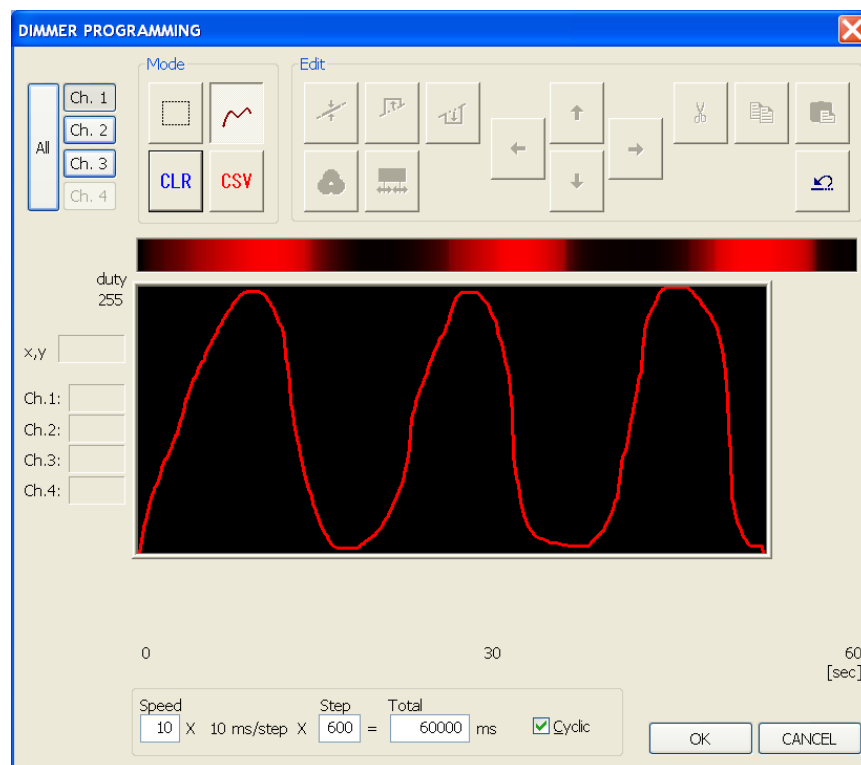 DIMMER PROGRAMMING
Mode
Edit
All
Ch. 1
Ch. 2
Ch. 3
Ch. 4
CLR
CSV
duty
255
x,y
Ch.1:
Ch.2:
Ch.3:
Ch.4:
0
30
60
[sec]
Speed
Step
Total
10 X 10 ms/step X 600 = 60000 ms
Cyclic
OK
CANCEL